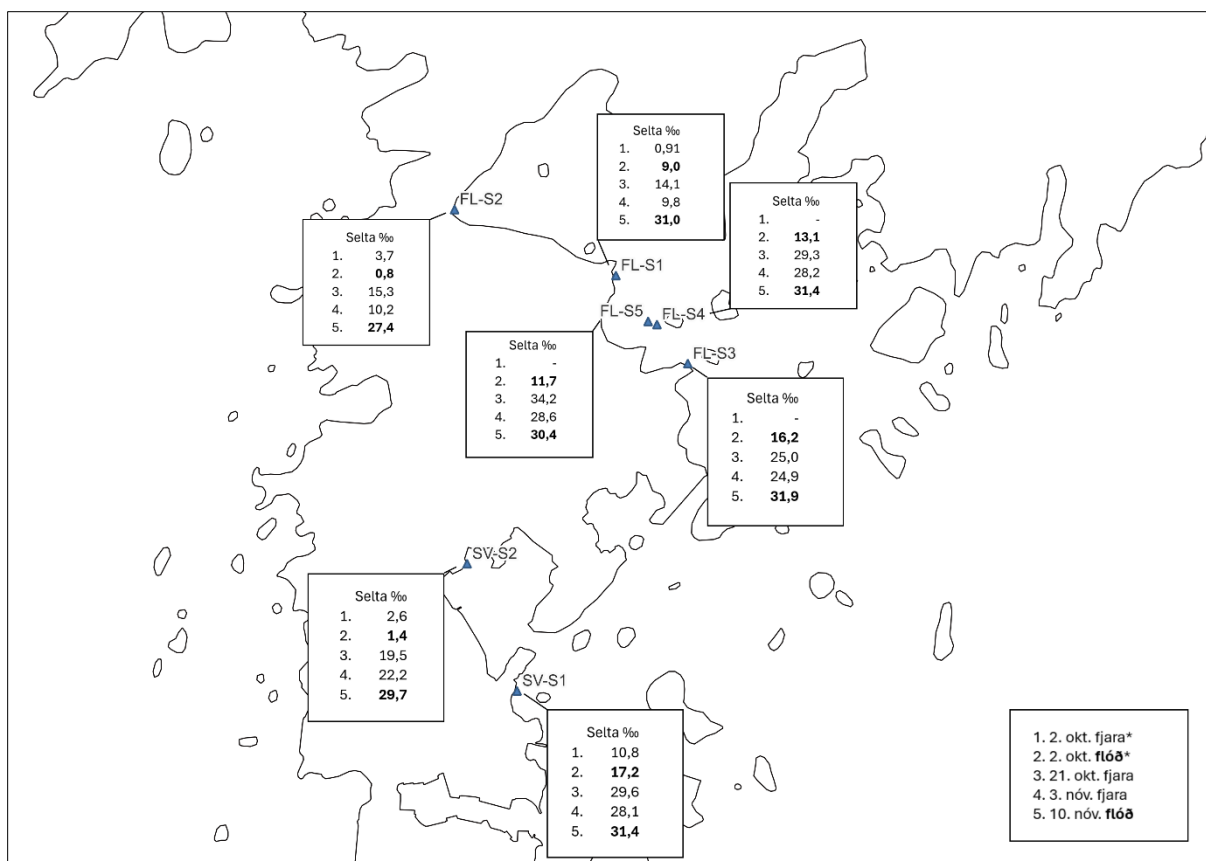 FL-S2
Selta ‰
1. 3,7
2. 0,8
3. 15,3
4. 10,2
5. 27,4
Selta ‰
1. 0,91
2. 9,0
3. 14,1
4. 9,8
5. 31,0
FL-S1
Selta ‰
1. -
2. 13,1
3. 29,3
4. 28,2
5. 31,4
FL-S5
FL-S4
Selta ‰
1. -
2. 11,7
3. 34,2
4. 28,6
5. 30,4
FL-S3
Selta ‰
1. -
2. 16,2
3. 25,0
4. 24,9
5. 31,9
SV-S2
Selta ‰
1. 2,6
2. 1,4
3. 19,5
4. 22,2
5. 29,7
SV-S1
Selta ‰
1. 10,8
2. 17,2
3. 29,6
4. 28,1
5. 31,4
1. 2. okt. fjara*
2. 2. okt. flóð*
3. 21. okt. fjara
4. 3. nóv. fjara
5. 10. nóv. flóð